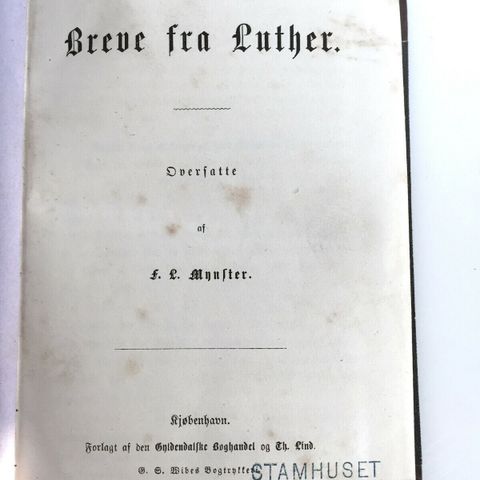 Breve fra Luther.
Oversatte
af
F. L. Mynster.
Kjøbenhavn.
Forlagt af den Gyldendalske Boghandel og Th. Lind.
G. S. Wibes Bogtrykkeri
STAMHUSET